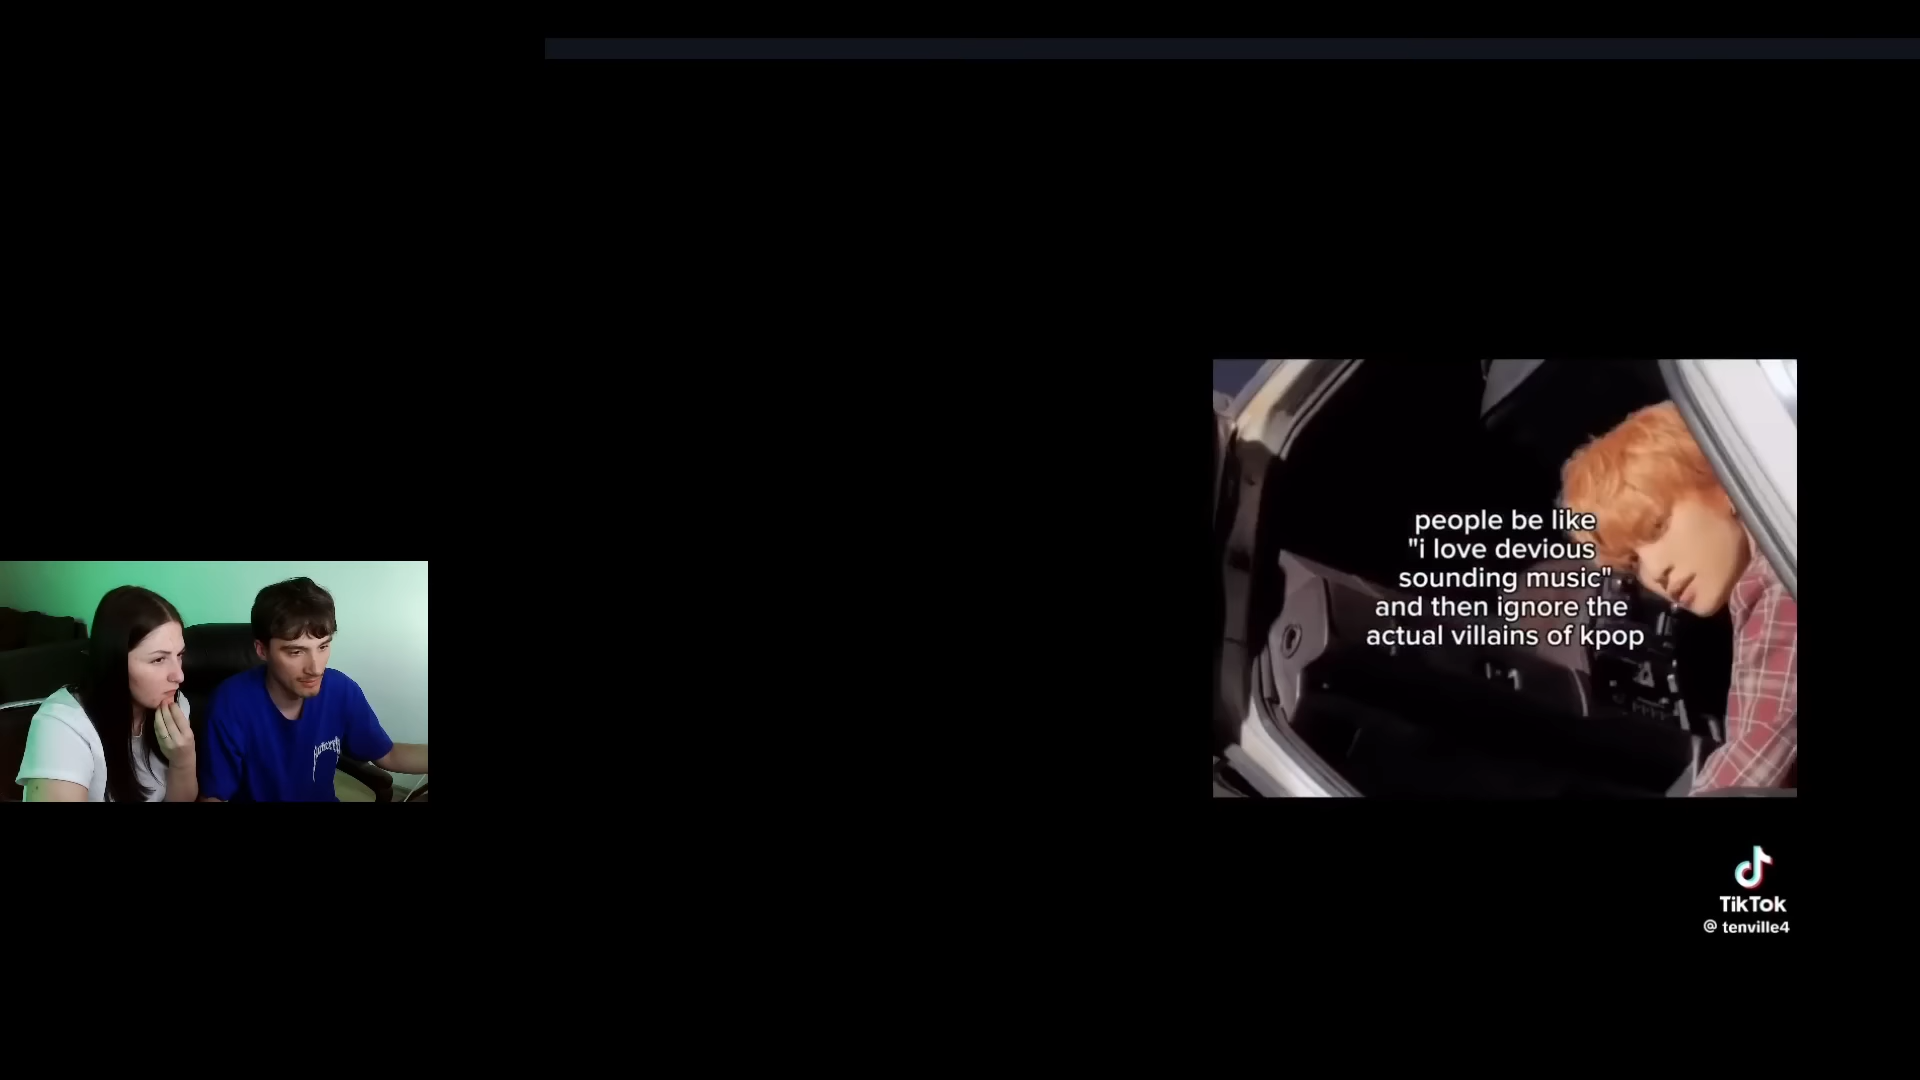 people be like
"i love devious
sounding music"
and then ignore the
actual villains of kpop
TikTok
@ tenville4